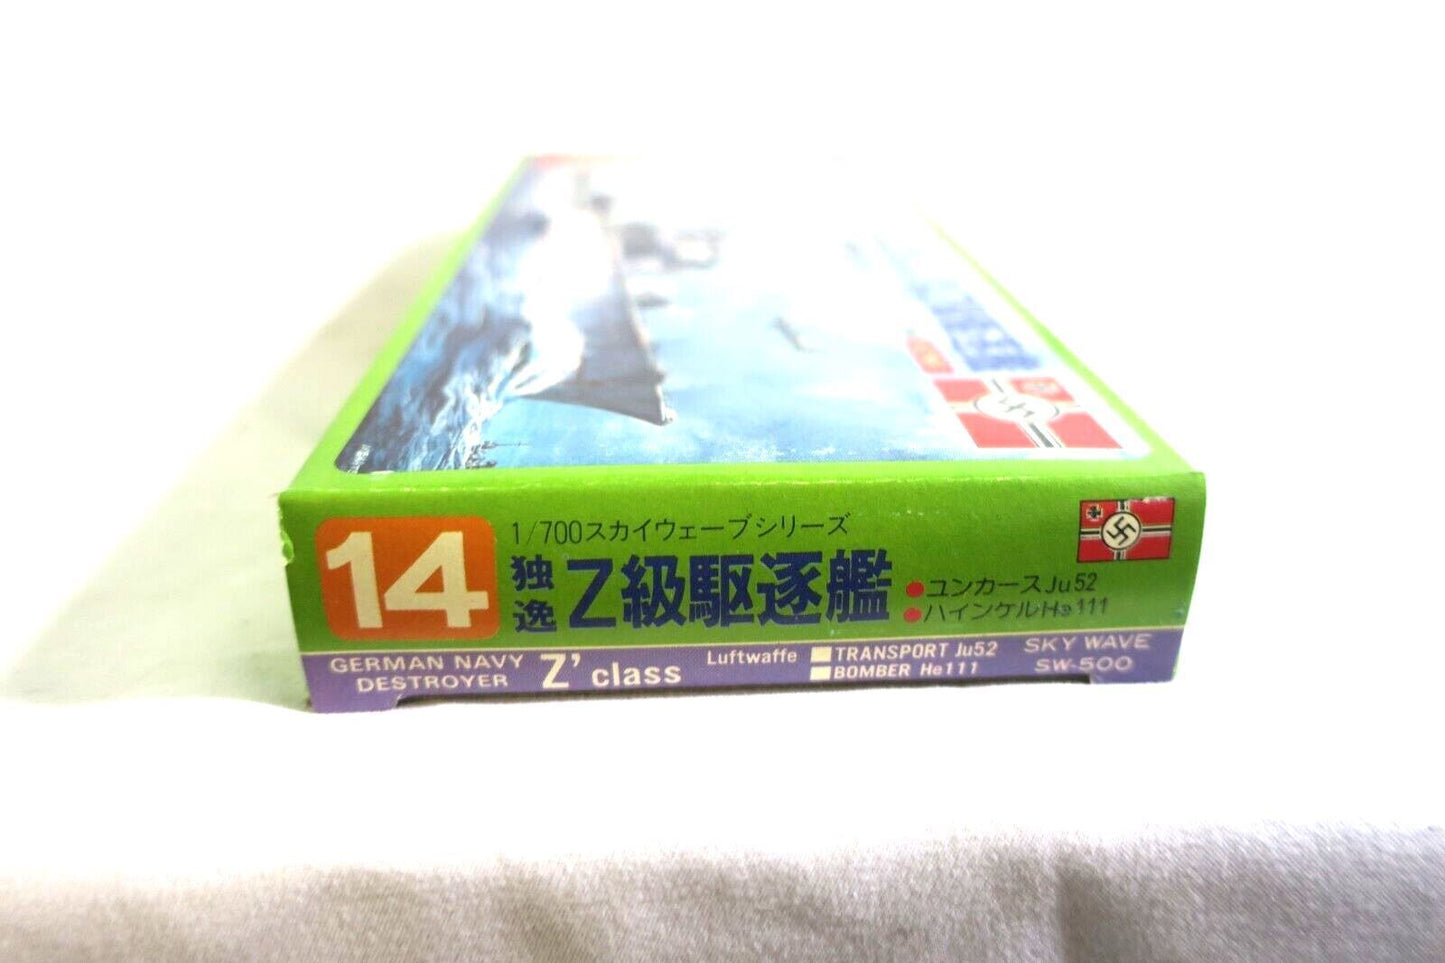 14
1/700スカイウェーブシリーズ
独逸 Z級駆逐艦
●ユンカースJu52
●ハインケルHe111
GERMAN NAVY
DESTROYER
Z' class
Luftwaffe
TRANSPORT Ju52
BOMBER He111
SKY WAVE
SW-500